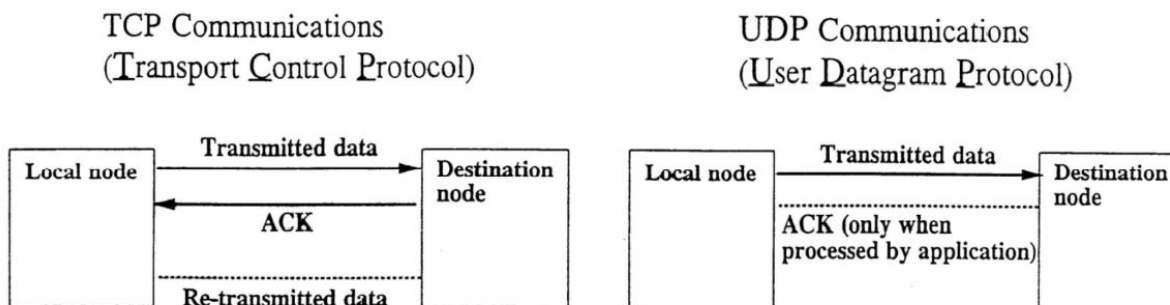 TCP Communications
(Transport Control Protocol)
Local node
Transmitted data
Destination
node
ACK
Re-transmitted data
UDP Communications
(User Datagram Protocol)
Local node
Transmitted data
Destination
node
ACK (only when
processed by application)